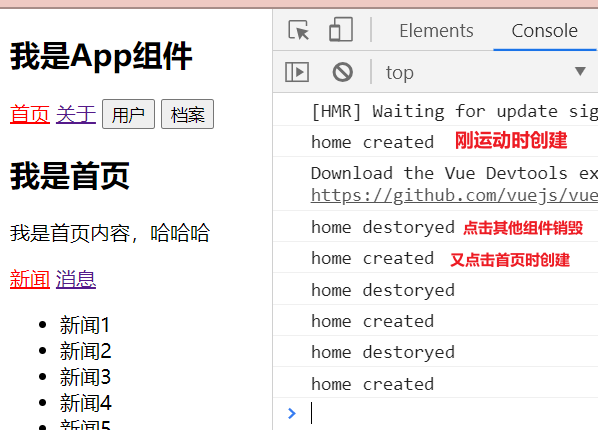 我是App组件
首页 关于 用户 档案
我是首页
我是首页内容，哈哈哈
新闻 消息
新闻1
新闻2
新闻3
新闻4
新闻5
Elements Console
top
[HMR] Waiting for update sig
home created 刚运动时创建
Download the Vue Devtools ex
https://github.com/vuejs/vue
home destoryed 点击其他组件销毁
home created 又点击首页时创建
home destoryed
home created
home destoryed
home created